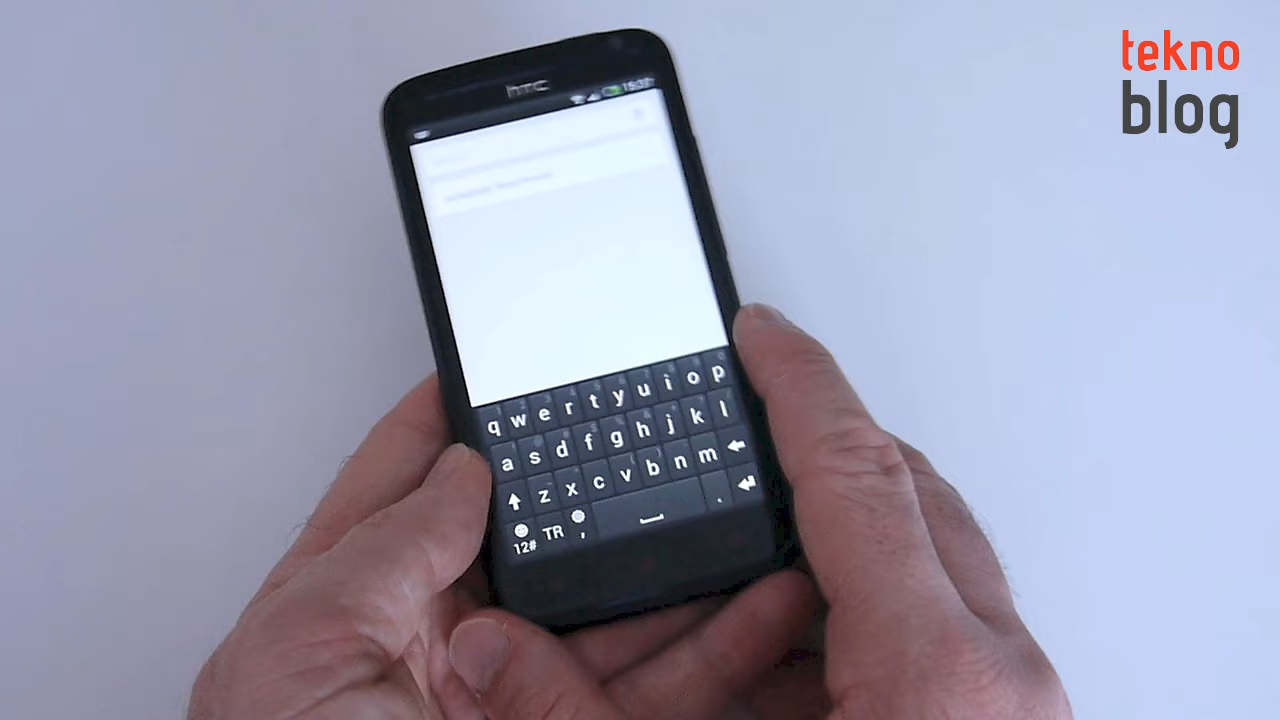 tekno
blog
htc
q w e r t y u i o p
a s d f g h j k l
z x c v b n m
12# TR , .